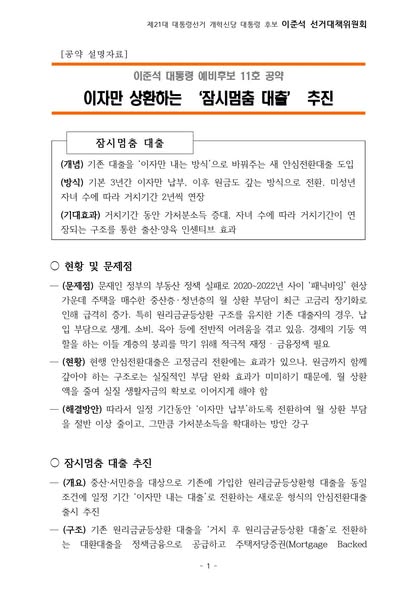 제21대 대통령선거 개혁신당 대통령 후보 이준석 선거대책위원회
[공약 설명자료]
이준석 대통령 예비후보 11호 공약
이자만 상환하는 ‘잠시멈춤 대출’ 추진
잠시멈춤 대출
(개념) 기존 대출을 ‘이자만 내는 방식’으로 바꿔주는 새 안심전환대출 도입
(방식) 기본 3년간 이자만 납부, 이후 원금도 갚는 방식으로 전환, 미성년
자녀 수에 따라 거치기간 2년씩 연장
(기대효과) 거치기간 동안 가처분소득 증대, 자녀 수에 따라 거치기간이 연
장되는 구조를 통한 출산·육아 인센티브 효과
○ 현황 및 문제점
─ (문제점) 문재인 정부의 부동산 정책 실패로 2020~2022년 사이 ‘패닉바잉’ 현상
가운데 주택을 매수한 중산층·청년층의 월 상환 부담이 최근 고금리 장기화로
인해 급격히 증가. 특히 원리금균등상환 구조를 유지한 기존 대출자의 경우, 납
입 부담으로 생계, 소비, 육아 등에 전반적 어려움을 겪고 있음. 경제의 기둥 역
할을 하는 이들 계층의 붕괴를 막기 위해 적극적 재정·금융정책 필요
─ (현황) 현행 안심전환대출은 고정금리 전환에는 효과가 있으나, 원금까지 함께
갚아야 하는 구조로는 실질적인 부담 완화 효과가 미미하기 때문에, 월 상환
액을 줄여 실질 생활자금의 확보로 이어지게 해야 함
─ (해결방안) 따라서 일정 기간동안 ‘이자만 납부’하도록 전환하여 월 상환 부담
을 절반 이상 줄이고, 그만큼 가처분소득을 확대하는 방안 강구
○ 잠시멈춤 대출 추진
─ (개요) 중산·서민층을 대상으로 기존에 가입한 원리금균등상환형 대출을 동일
조건에 일정 기간 ‘이자만 내는 대출’로 전환하는 새로운 형식의 안심전환대출
출시 추진
─ (구조) 기존 원리금균등상환 대출을 ‘거치 후 원리금균등상환 대출’로 전환하
는 대환대출을 정책금융으로 공급하고 주택저당증권(Mortgage Backed
- 1 -